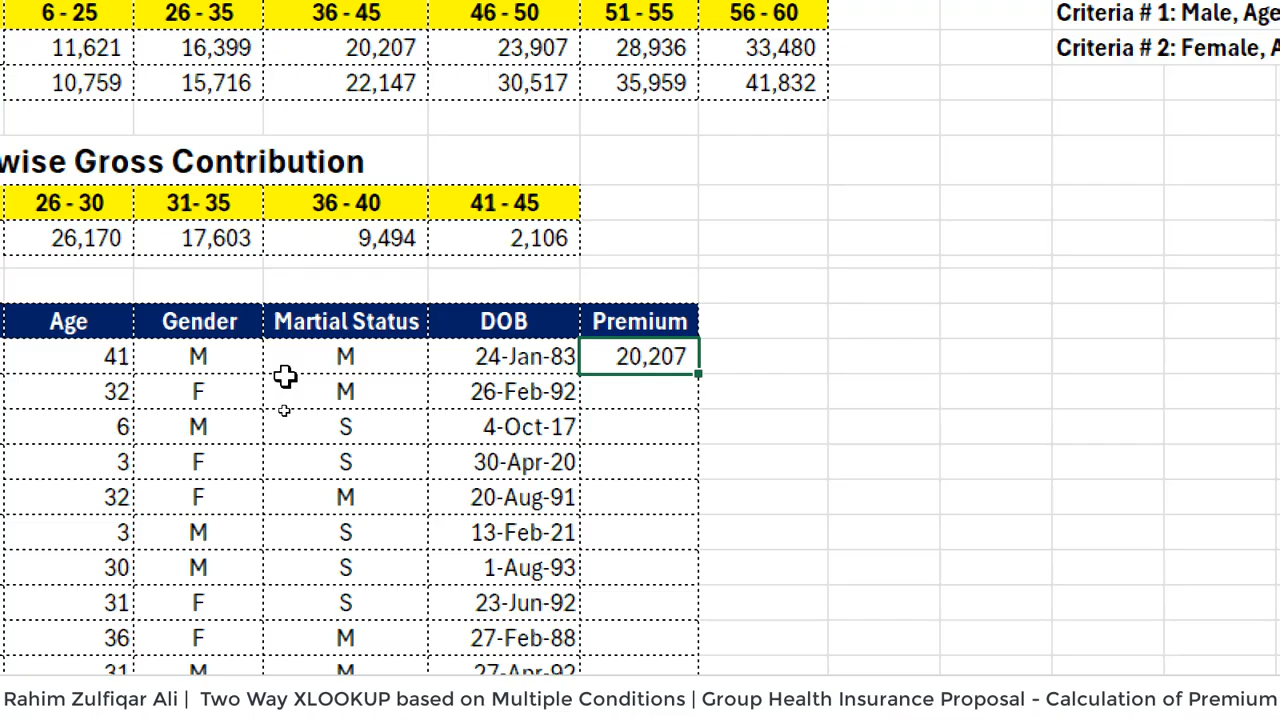 6 - 25 26 - 35 36 - 45 46 - 50 51 - 55 56 - 60 Criteria # 1: Male, Age
11,621 16,399 20,207 23,907 28,936 33,480 Criteria # 2: Female, A
10,759 15,716 22,147 30,517 35,959 41,832
wise Gross Contribution
26 - 30 31- 35 36 - 40 41 - 45
26,170 17,603 9,494 2,106
Age Gender Martial Status DOB Premium
41 M M 24-Jan-83 20,207
32 F M 26-Feb-92
6 M S 4-Oct-17
3 F S 30-Apr-20
32 F M 20-Aug-91
3 M S 13-Feb-21
30 M S 1-Aug-93
31 F S 23-Jun-92
36 F M 27-Feb-88
31 M M 27-Apr-92
Rahim Zulfiqar Ali | Two Way XLOOKUP based on Multiple Conditions | Group Health Insurance Proposal - Calculation of Premium